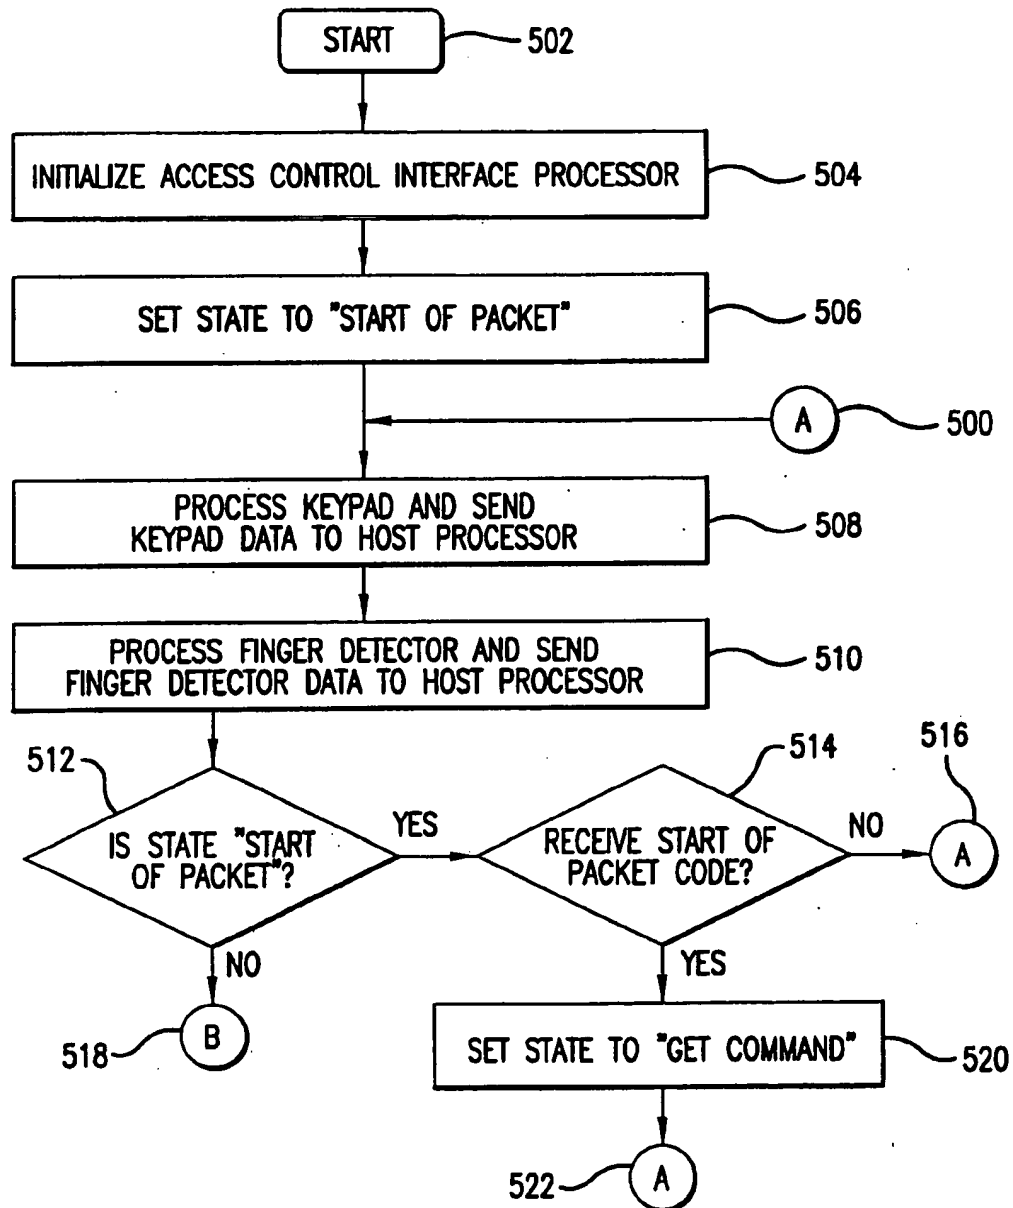 START
502
INITIALIZE ACCESS CONTROL INTERFACE PROCESSOR
504
SET STATE TO "START OF PACKET"
506
A
500
PROCESS KEYPAD AND SEND
KEYPAD DATA TO HOST PROCESSOR
508
PROCESS FINGER DETECTOR AND SEND
FINGER DETECTOR DATA TO HOST PROCESSOR
510
512
IS STATE "START
OF PACKET"?
YES
514
RECEIVE START OF
PACKET CODE?
NO
516
A
NO
518
B
YES
SET STATE TO "GET COMMAND"
520
522
A